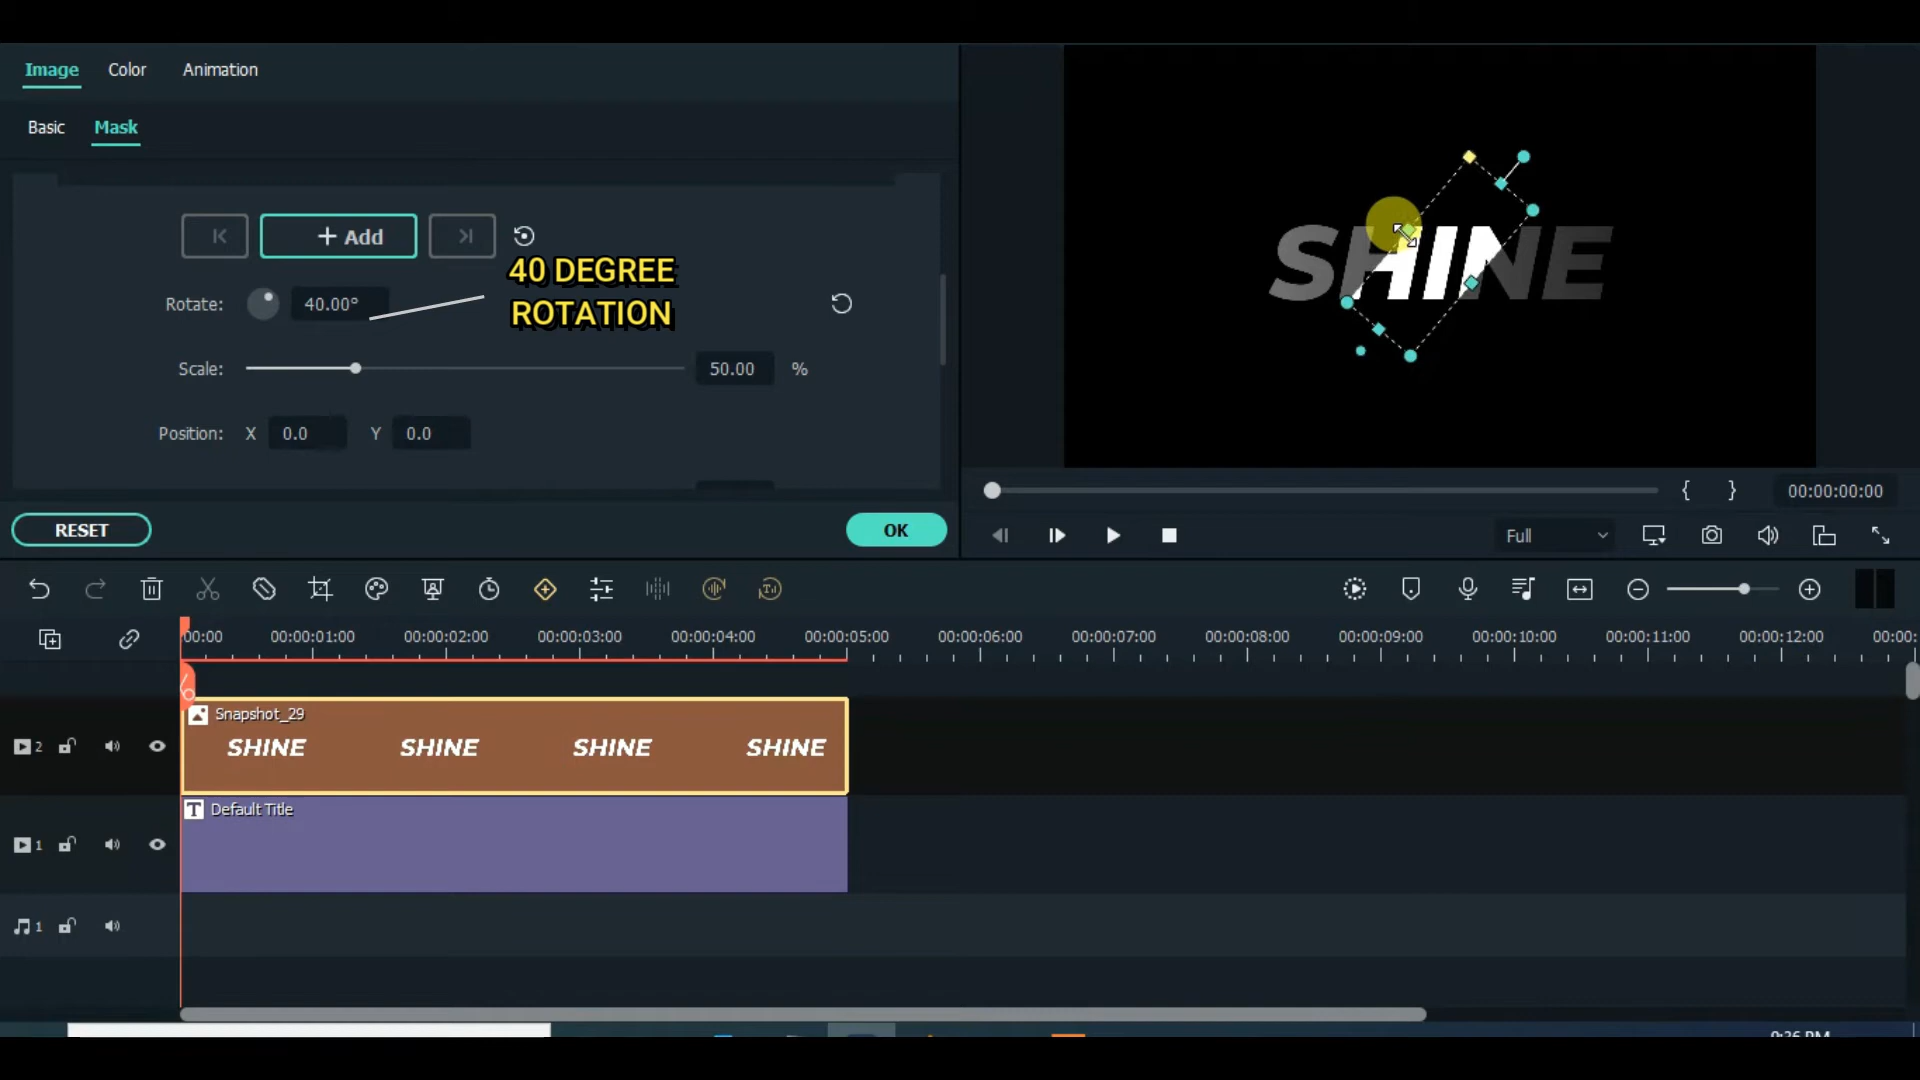 Image Color Animation
Basic Mask
+ Add
40 DEGREE
ROTATION
Rotate: 40.00°
Scale: 50.00 %
Position: X 0.0 Y 0.0
RESET OK
SHINE
{ } 00:00:00:00
Full
00:00 00:00:01:00 00:00:02:00 00:00:03:00 00:00:04:00 00:00:05:00 00:00:06:00 00:00:07:00 00:00:08:00 00:00:09:00 00:00:10:00 00:00:11:00 00:00:12:00 00:00:
Snapshot_29
2 SHINE SHINE SHINE SHINE
T Default Title
1
1